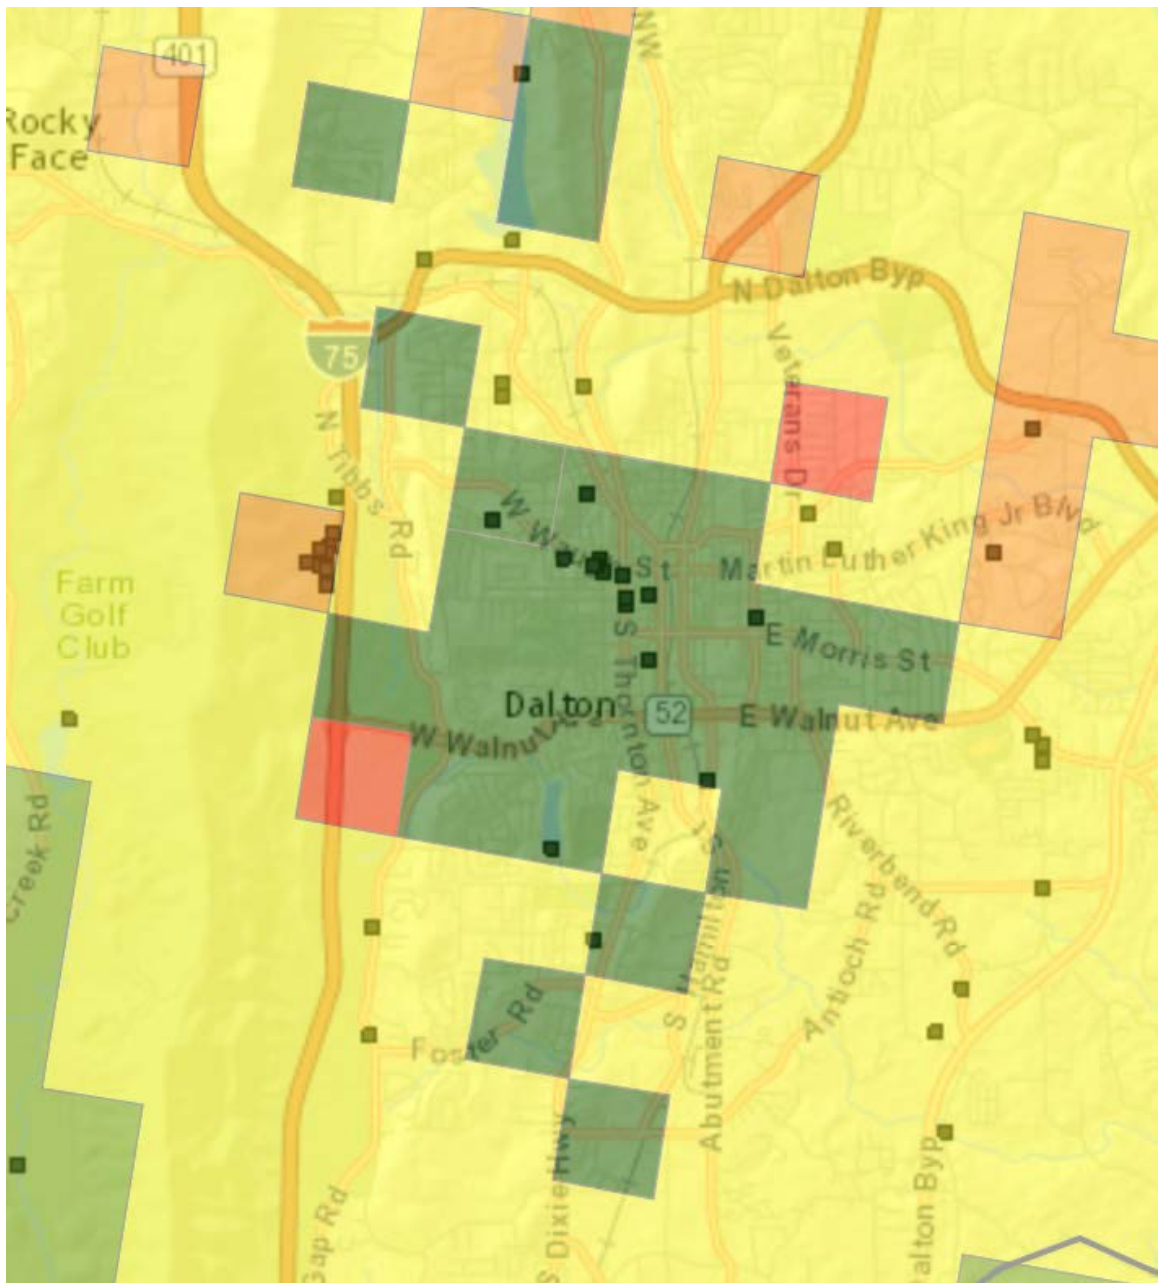 NW
401
Rocky
Face
N Dalton Byp
75
Veterans Dr
N Tibbs
Rd
W Waugh St
Martin Luther King Jr Blvd
Farm
Golf
Club
E Morris St
S Thornton Ave
Dalton
52
W Walnut Ave
E Walnut Ave
Creek Rd
Riverbend Rd
S Hamilton St
Antioch Rd
Foster Rd
Abutment Rd
S
S Dixie Hwy
Gap Rd
alton Byp